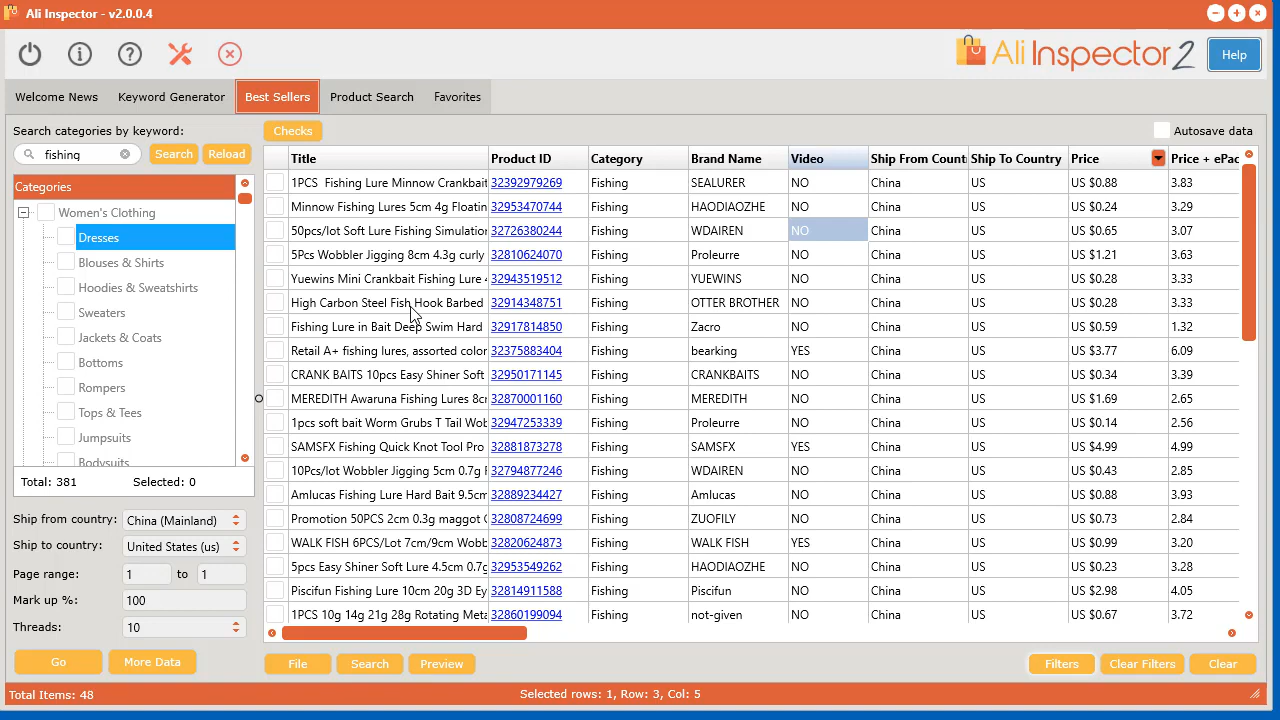 Ali Inspector - v2.0.0.4
Ali Inspector 2
Help
Welcome News
Keyword Generator
Best Sellers
Product Search
Favorites
Search categories by keyword:
fishing
Search
Reload
Categories
Women's Clothing
Dresses
Blouses & Shirts
Hoodies & Sweatshirts
Sweaters
Jackets & Coats
Bottoms
Rompers
Tops & Tees
Jumpsuits
Bodysuits
Total: 381 Selected: 0
Ship from country: China (Mainland)
Ship to country: United States (us)
Page range: 1 to 1
Mark up %: 100
Threads: 10
Go
More Data
Checks
Autosave data
Title Product ID Category Brand Name Video Ship From Count Ship To Country Price Price + ePac
1PCS Fishing Lure Minnow Crankbait 32392979269 Fishing SEALURER NO China US US $0.88 3.83
Minnow Fishing Lures 5cm 4g Floatin 32953470744 Fishing HAODIAOZHE NO China US US $0.24 3.29
50pcs/lot Soft Lure Fishing Simulation 32726380244 Fishing WDAIREN NO China US US $0.65 3.07
5Pcs Wobbler Jigging 8cm 4.3g curly 32810624070 Fishing Proleurre NO China US US $1.21 3.63
Yuewins Mini Crankbait Fishing Lure 4 32943519512 Fishing YUEWINS NO China US US $0.28 3.33
High Carbon Steel Fish Hook Barbed 32914348751 Fishing OTTER BROTHER NO China US US $0.28 3.33
Fishing Lure in Bait Deep Swim Hard 32917814850 Fishing Zacro NO China US US $0.59 1.32
Retail A+ fishing lures, assorted color 32375883404 Fishing bearking YES China US US $3.77 6.09
CRANK BAITS 10pcs Easy Shiner Soft 32950171145 Fishing CRANKBAITS NO China US US $0.34 3.39
MEREDITH Awaruna Fishing Lures 8cm 32870001160 Fishing MEREDITH NO China US US $1.69 2.65
1pcs soft bait Worm Grubs T Tail Wob 32947253339 Fishing Proleurre NO China US US $0.14 2.56
SAMSFX Fishing Quick Knot Tool Pro 32881873278 Fishing SAMSFX YES China US US $4.99 4.99
10Pcs/lot Wobbler Jigging 5cm 0.7g F 32794877246 Fishing WDAIREN NO China US US $0.43 2.85
Amlucas Fishing Lure Hard Bait 9.5cm 32889234427 Fishing Amlucas NO China US US $0.88 3.93
Promotion 50PCS 2cm 0.3g maggot G 32808724699 Fishing ZUOFILY NO China US US $0.73 2.84
WALK FISH 6PCS/Lot 7cm/9cm Wobb 32820624873 Fishing WALK FISH YES China US US $0.99 3.20
5pcs Easy Shiner Soft Lure 4.5cm 0.7g 32953549262 Fishing HAODIAOZHE NO China US US $0.23 3.28
Piscifun Fishing Lure 10cm 20g 3D Ey 32814911588 Fishing Piscifun NO China US US $2.98 4.05
1PCS 10g 14g 21g 28g Rotating Meta 32860199094 Fishing not-given NO China US US $0.67 3.72
File
Search
Preview
Filters
Clear Filters
Clear
Total Items: 48
Selected rows: 1, Row: 3, Col: 5